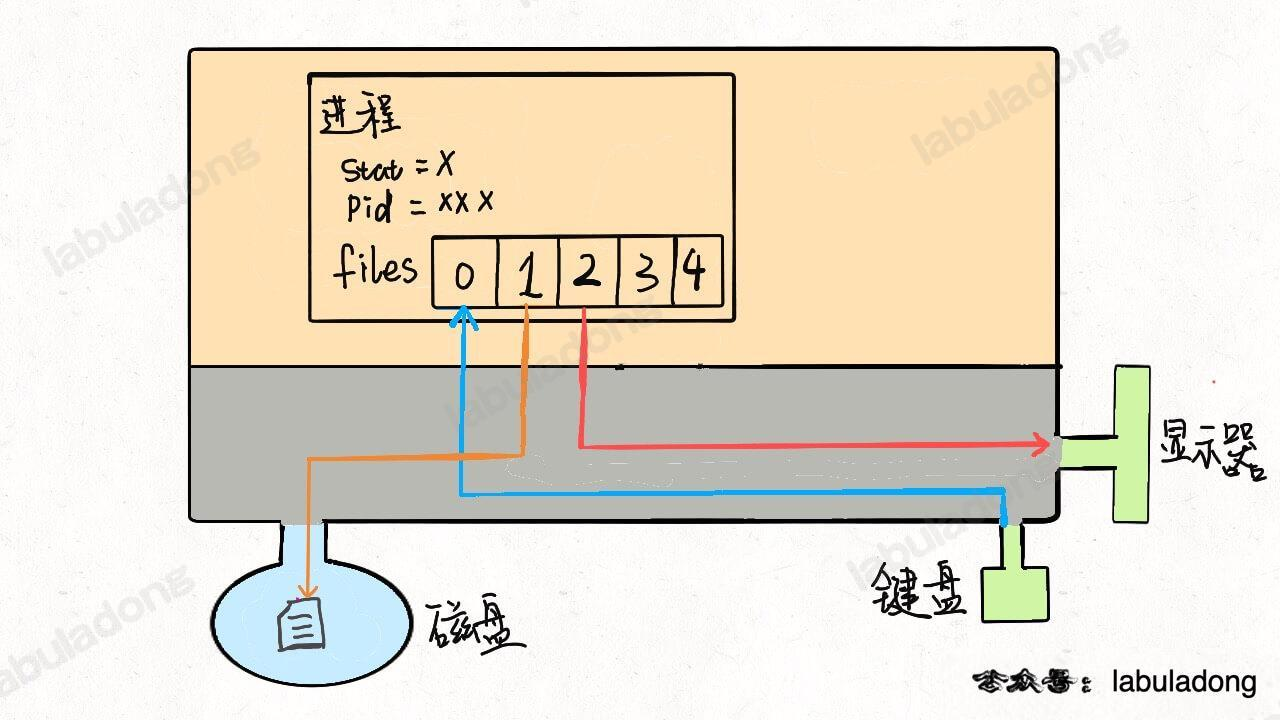 进程
Stat = X
Pid = XXX
files 0 1 2 3 4
显示器
键盘
磁盘
公众号：labuladong
labuladong
labuladong
labuladong
labuladong
labuladong